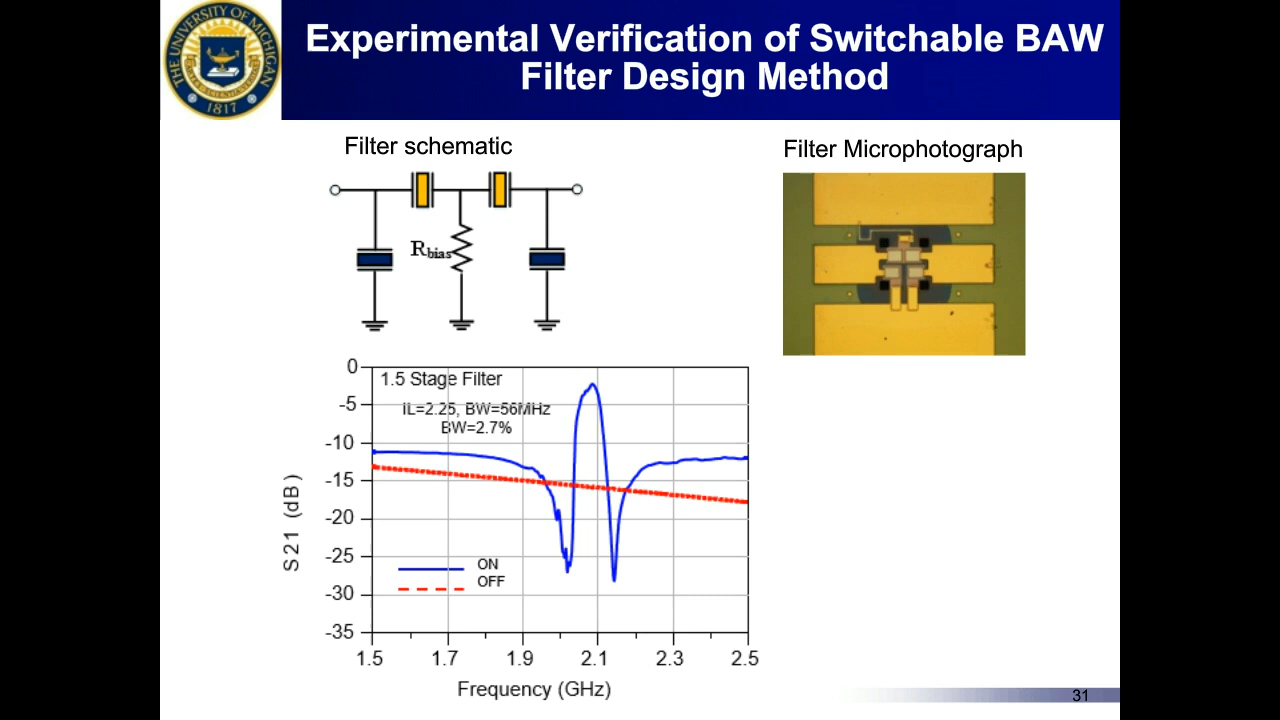 THE UNIVERSITY OF MICHIGAN
1817
Experimental Verification of Switchable BAW
Filter Design Method
Filter schematic
Filter Microphotograph
Rbias
1.5 Stage Filter
IL=2.25, BW=56MHz
BW=2.7%
0
-5
-10
-15
-20
-25
-30
-35
S21 (dB)
ON
OFF
1.5
1.7
1.9
2.1
2.3
2.5
Frequency (GHz)
31